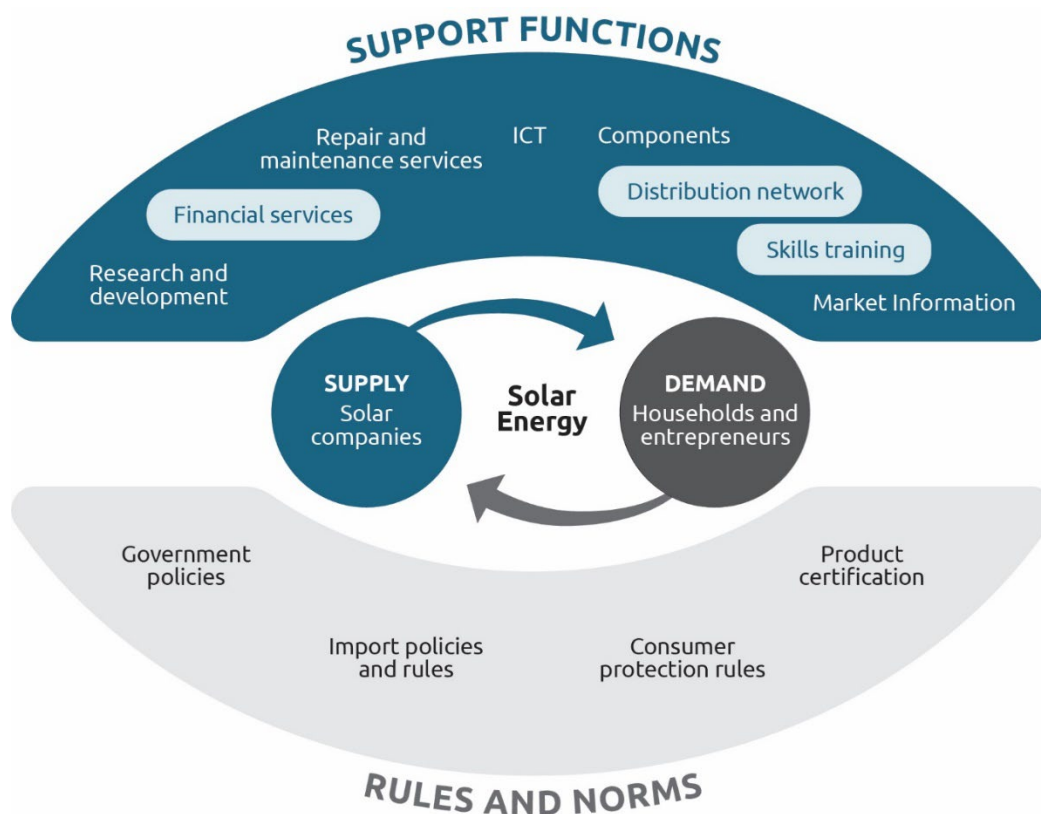 SUPPORT FUNCTIONS
Repair and
maintenance services
ICT
Components
Financial services
Distribution network
Skills training
Research and
development
Market Information
SUPPLY
Solar
companies
Solar
Energy
DEMAND
Households and
entrepreneurs
Government
policies
Product
certification
Import policies
and rules
Consumer
protection rules
RULES AND NORMS